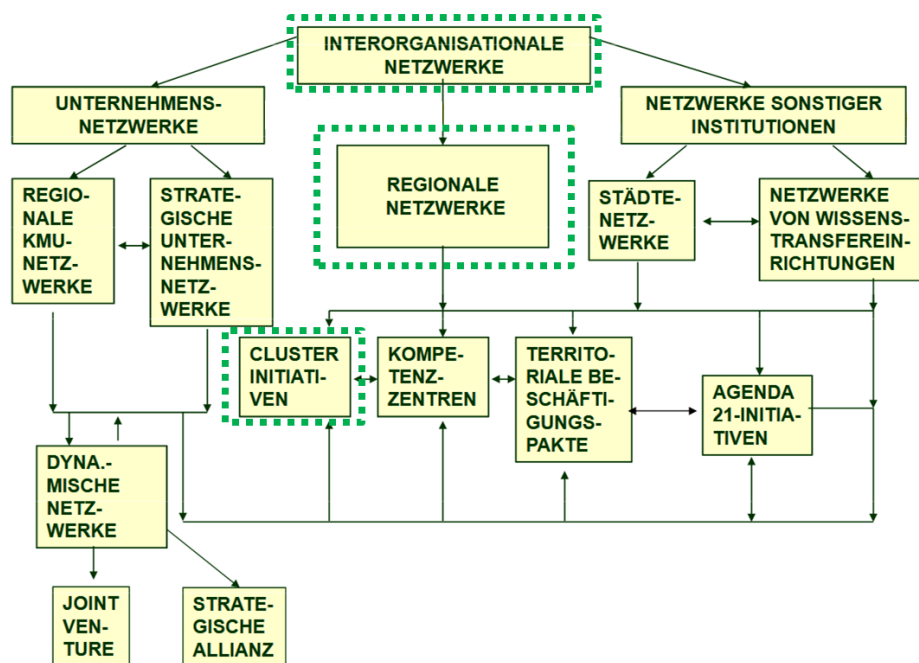 INTERORGANISATIONALE
NETZWERKE
UNTERNEHMENS-
NETZWERKE
NETZWERKE SONSTIGER
INSTITUTIONEN
REGIO-
NALE
KMU-
NETZ-
WERKE
STRATE-
GISCHE
UNTER-
NEHMENS-
NETZ-
WERKE
REGIONALE
NETZWERKE
STÄDTE-
NETZ-
WERKE
NETZWERKE
VON WISSENS-
TRANSFEREIN-
RICHTUNGEN
CLUSTER
INITIATI-
VEN
KOMPE-
TENZ-
ZENTREN
TERRITO-
RIALE BE-
SCHÄFTI-
GUNGS-
PAKTE
AGENDA
21-INITIA-
TIVEN
DYNA.-
MISCHE
NETZ-
WERKE
JOINT
VEN-
TURE
STRATE-
GISCHE
ALLIANZ